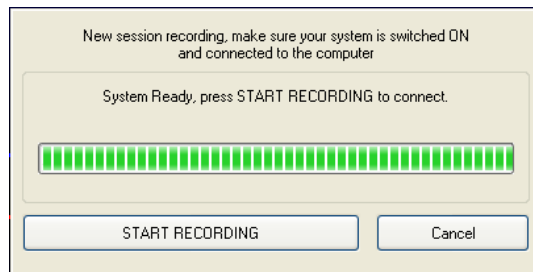 New session recording, make sure your system is switched ON
and connected to the computer
System Ready, press START RECORDING to connect.
START RECORDING
Cancel